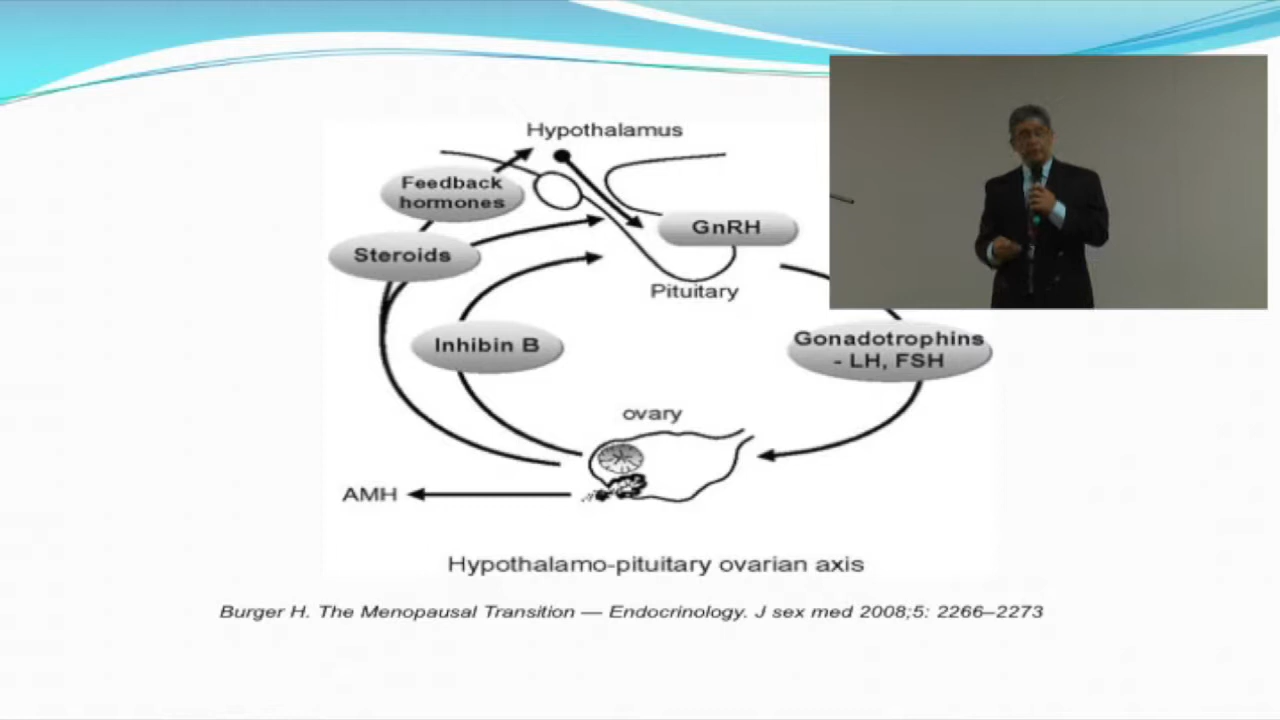 Hypothalamus
Feedback
hormones
GnRH
Steroids
Pituitary
Inhibin B
Gonadotrophins
- LH, FSH
ovary
AMH
Hypothalamo-pituitary ovarian axis
Burger H. The Menopausal Transition — Endocrinology. J sex med 2008;5: 2266–2273